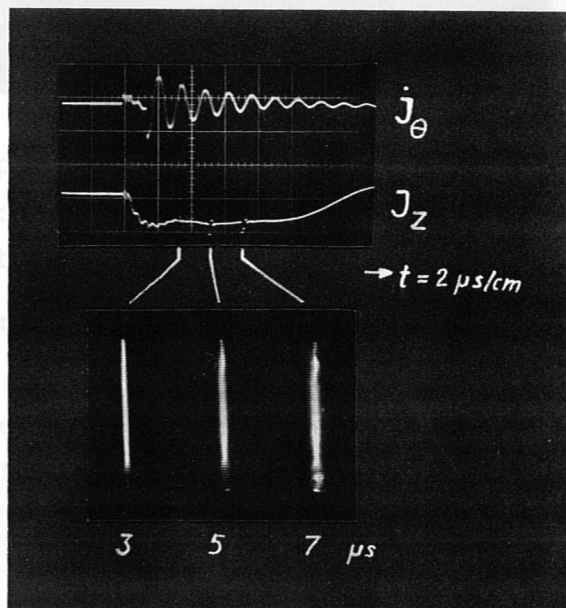 j̇θ
Jz
→ t = 2 µs/cm
3 5 7 µs